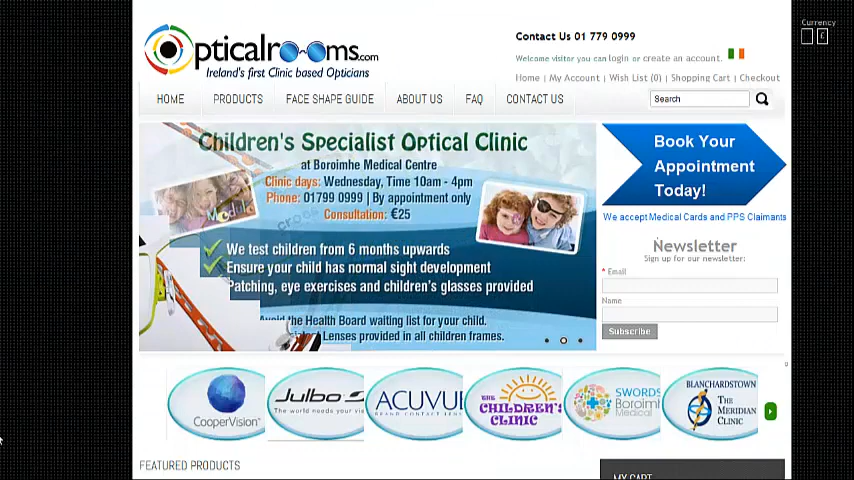 Currency
£
Opticalrooms.com
Ireland's first Clinic based Opticians
Contact Us 01 779 0999
Welcome visitor you can login or create an account.
Home | My Account | Wish List (0) | Shopping Cart | Checkout
HOME PRODUCTS FACE SHAPE GUIDE ABOUT US FAQ CONTACT US
Search
Children's Specialist Optical Clinic
at Boroimhe Medical Centre
Clinic days: Wednesday, Time 10am - 4pm
Phone: 01799 0999 | By appointment only
Consultation: €25
We test children from 6 months upwards
Ensure your child has normal sight development
Patching, eye exercises and children's glasses provided
Avoid the Health Board waiting list for your child.
Lenses provided in all children frames.
Book Your
Appointment
Today!
We accept Medical Cards and PPS Claimants
Newsletter
Sign up for our newsletter:
* Email
Name
Subscribe
CooperVision
Julbo
The world needs your vi
ACUVU
BRAND CONTACT LEN
THE
CHILDREN'S
CLINIC
SWORDS
Boroim
Medical
BLANCHARDSTOWN
THE
MERIDIAN
CLINIC
FEATURED PRODUCTS
MY CART